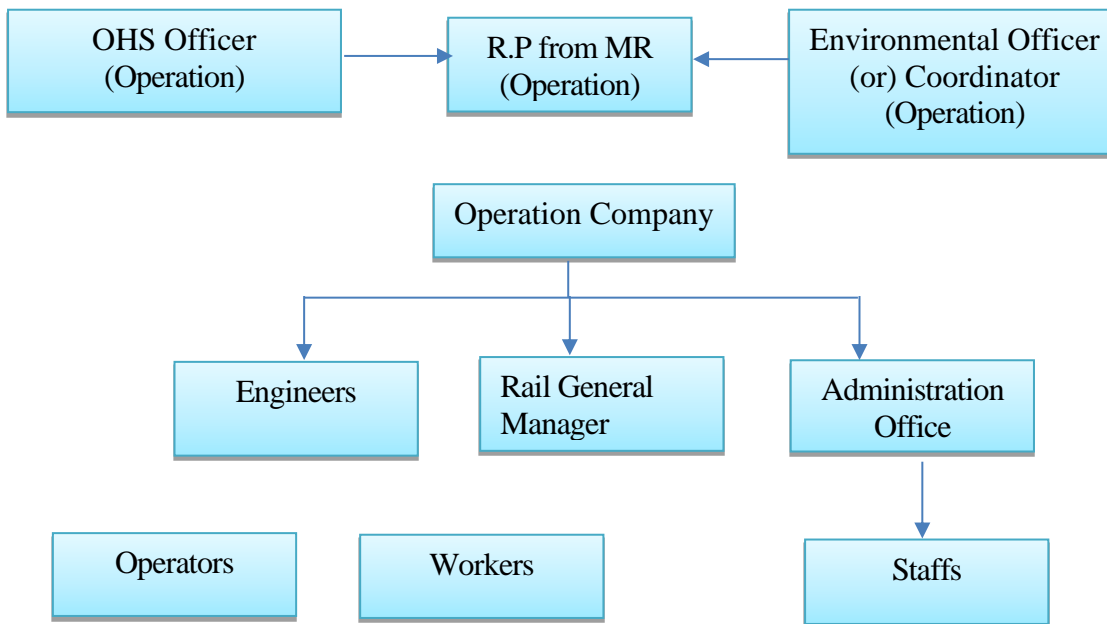 OHS Officer
(Operation)
R.P from MR
(Operation)
Environmental Officer
(or) Coordinator
(Operation)
Operation Company
Engineers
Rail General
Manager
Administration
Office
Operators
Workers
Staffs